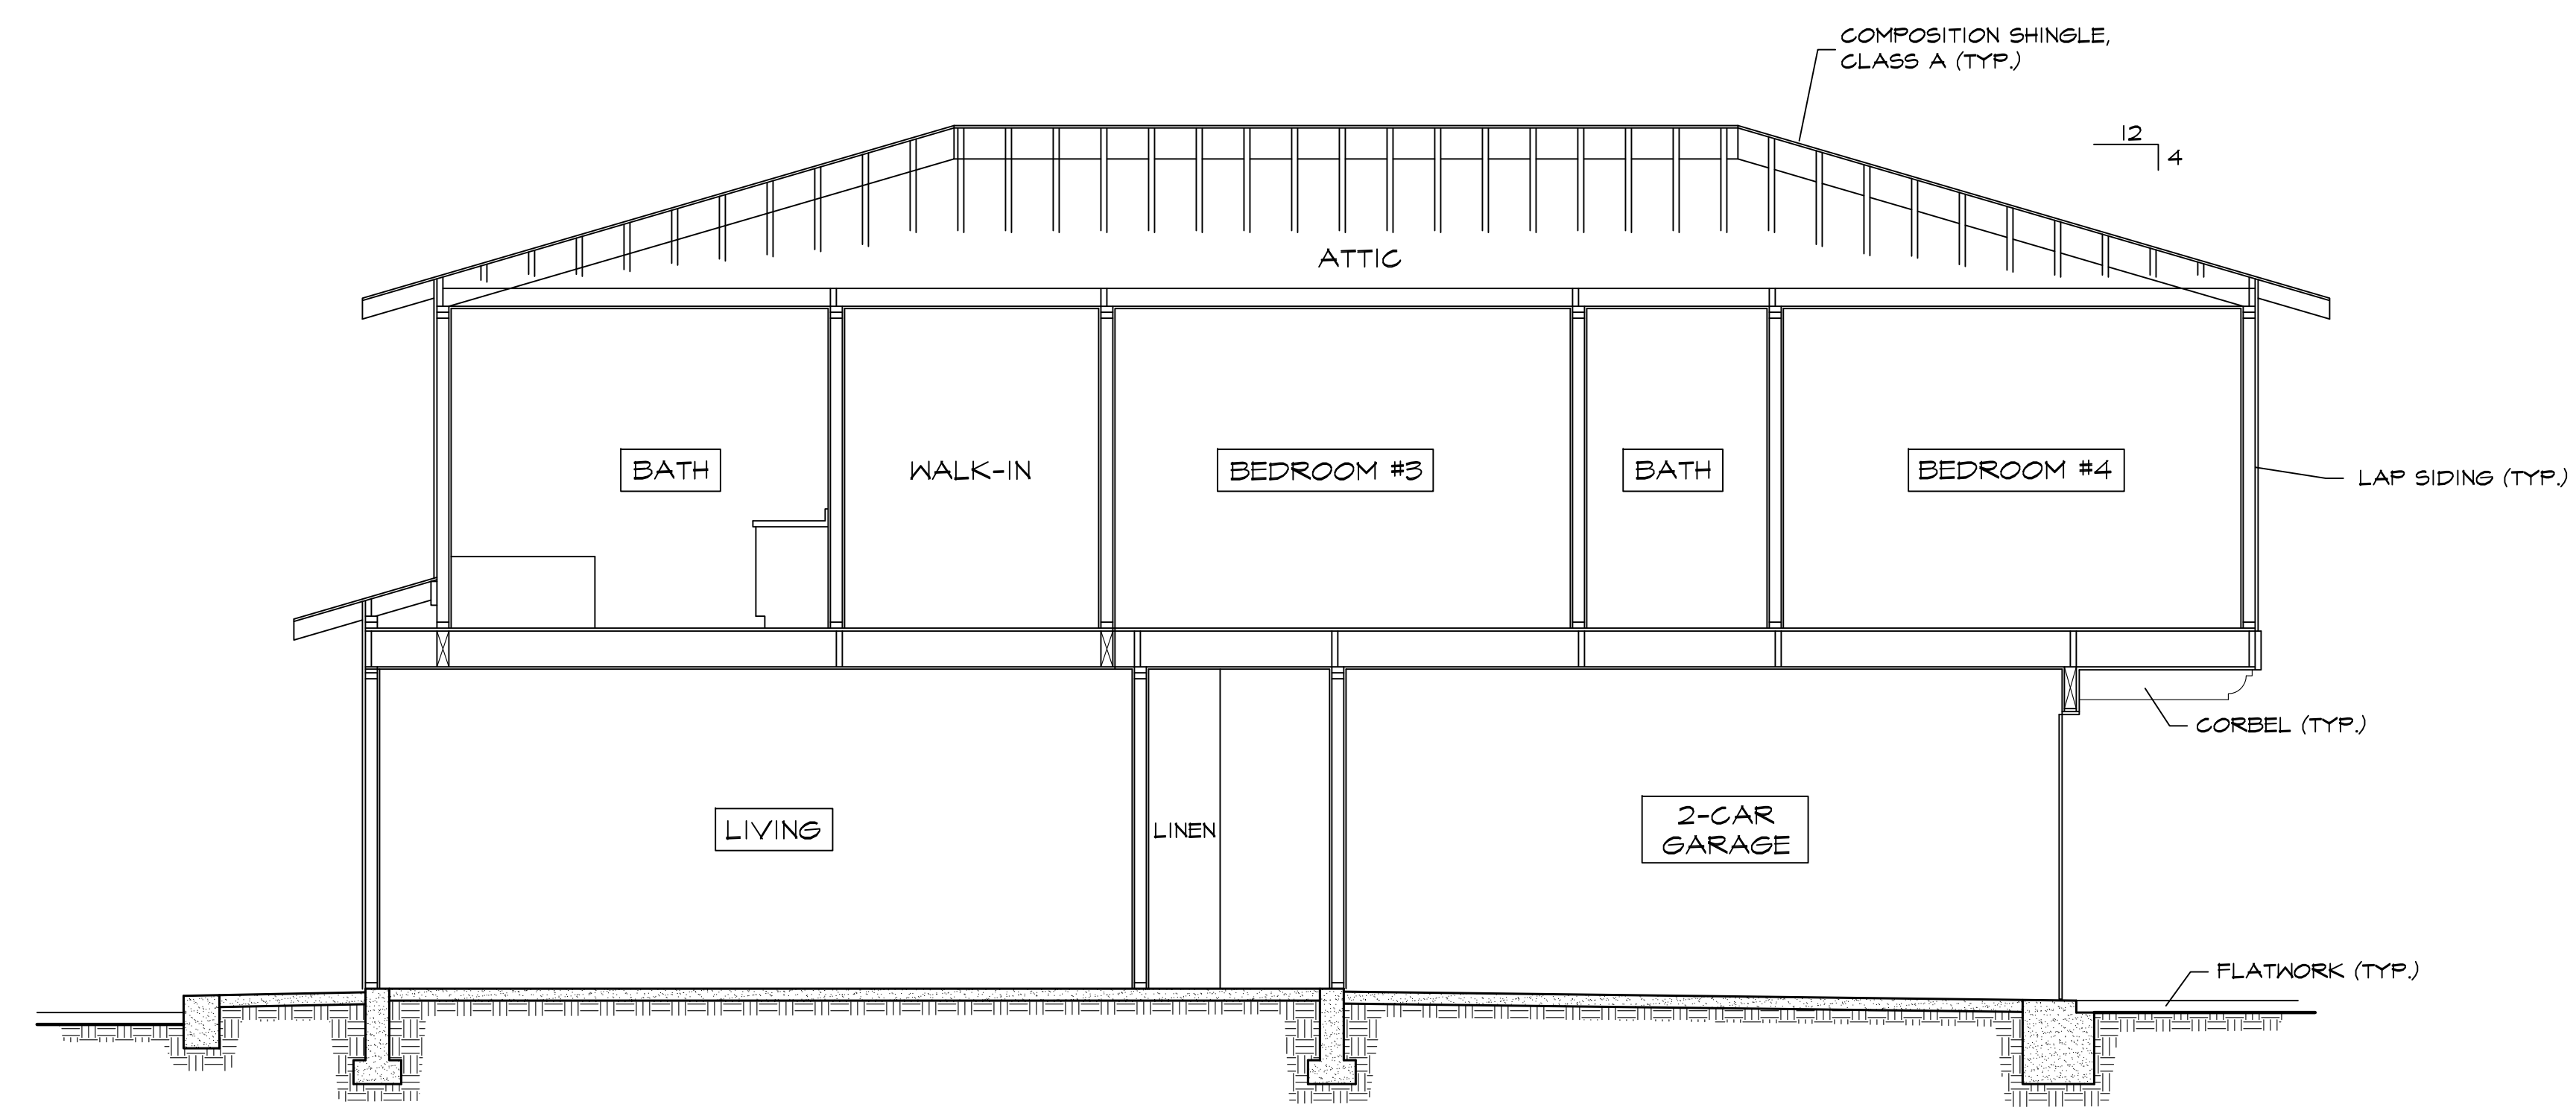 COMPOSITION SHINGLE,
CLASS A (TYP.)
12
4
ATTIC
BATH
WALK-IN
BEDROOM #3
BATH
BEDROOM #4
LAP SIDING (TYP.)
CORBEL (TYP.)
LIVING
LINEN
2-CAR
GARAGE
FLATWORK (TYP.)